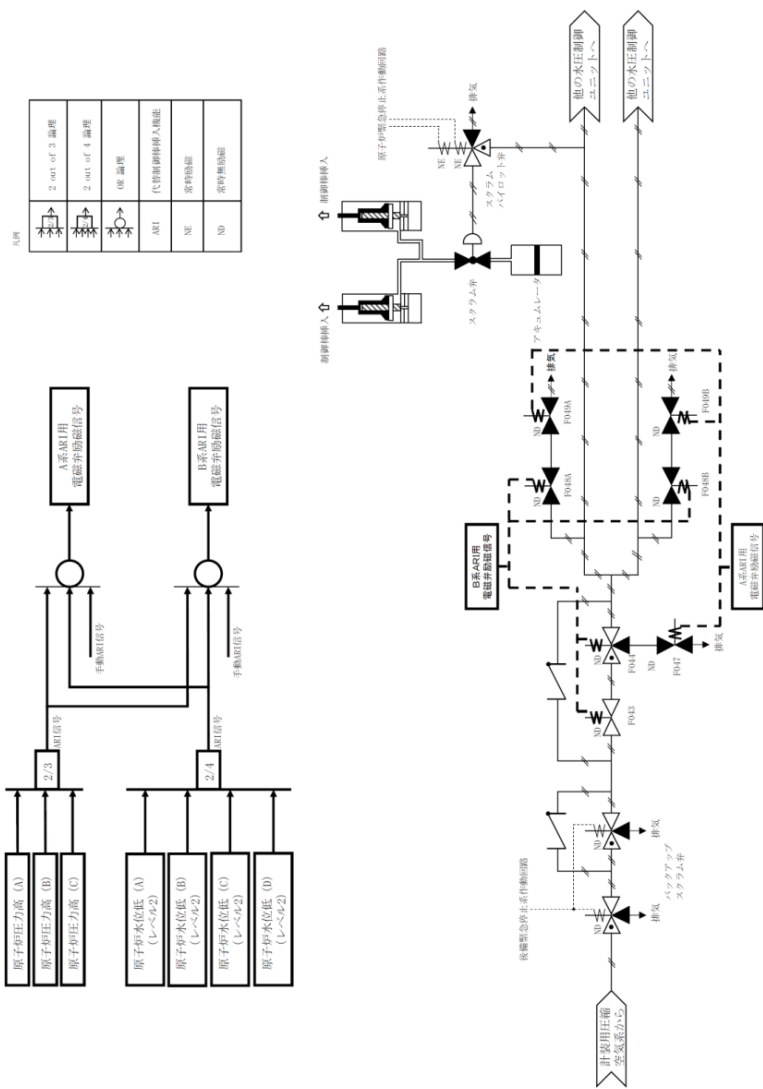 凡例
2 out of 3 論理
2 out of 4 論理
OR 論理
ARI
代替制御棒挿入機能
NE
常時励磁
ND
常時無励磁
原子炉圧力高 (A)
原子炉圧力高 (B)
原子炉圧力高 (C)
2/3
ARI信号
原子炉水位低 (A)
(レベル2)
原子炉水位低 (B)
(レベル2)
原子炉水位低 (C)
(レベル2)
原子炉水位低 (D)
(レベル2)
2/4
ARI信号
手動ARI信号
手動ARI信号
A系ARI用
電磁弁励磁信号
B系ARI用
電磁弁励磁信号
計装用圧縮
空気系から
後備緊急停止系作動回路
ND
排気
ND
排気
バックアップ
スクラム弁
ND
F043
ND
F044
ND
F047
排気
B系ARI用
電磁弁励磁信号
A系ARI用
電磁弁励磁信号
ND
F048A
ND
F049A
排気
ND
F048B
ND
F049B
排気
制御棒挿入
制御棒挿入
スクラム弁
アキュムレータ
原子炉緊急停止系作動回路
NE
NE
排気
スクラム
パイロット弁
他の水圧制御
ユニットへ
他の水圧制御
ユニットへ